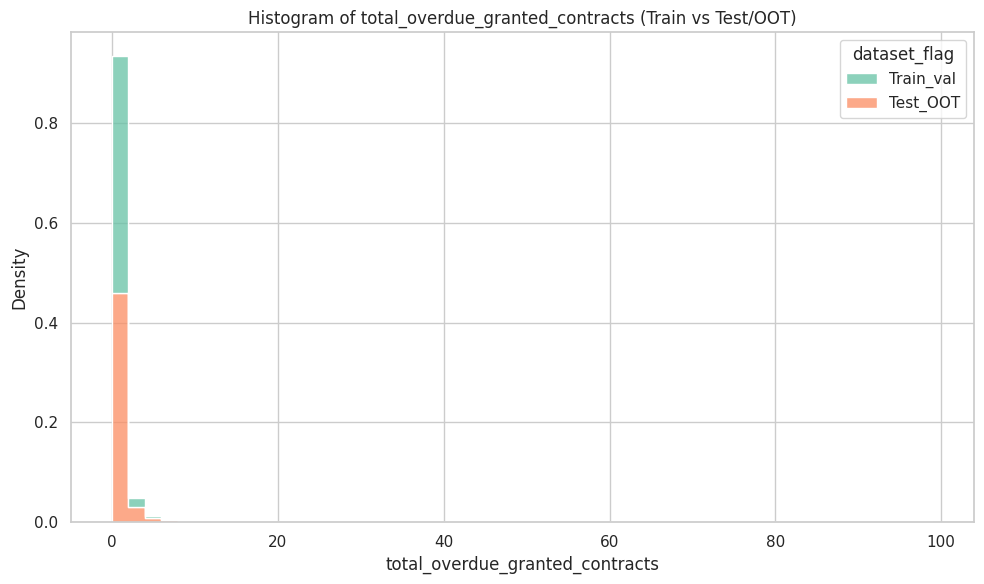 Histogram of total_overdue_granted_contracts (Train vs Test/OOT)
dataset_flag
Train_val
Test_OOT
Density
0.8
0.6
0.4
0.2
0.0
0
20
40
60
80
100
total_overdue_granted_contracts